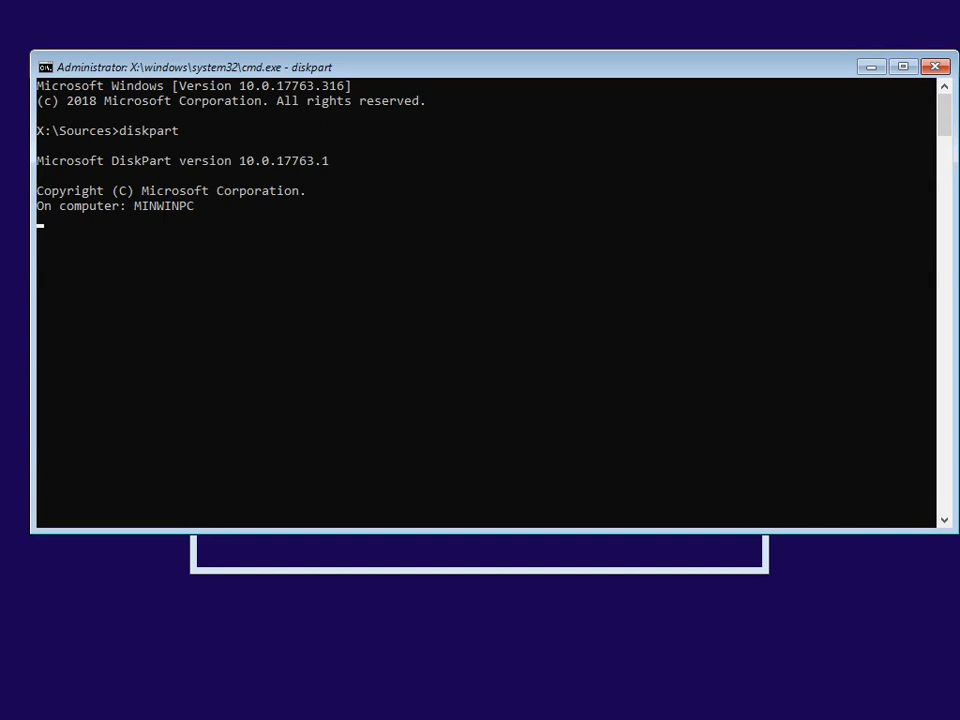 Administrator: X:\windows\system32\cmd.exe - diskpart
Microsoft Windows [Version 10.0.17763.316]
(c) 2018 Microsoft Corporation. All rights reserved.
X:\Sources>diskpart
Microsoft DiskPart version 10.0.17763.1
Copyright (C) Microsoft Corporation.
On computer: MINWINPC